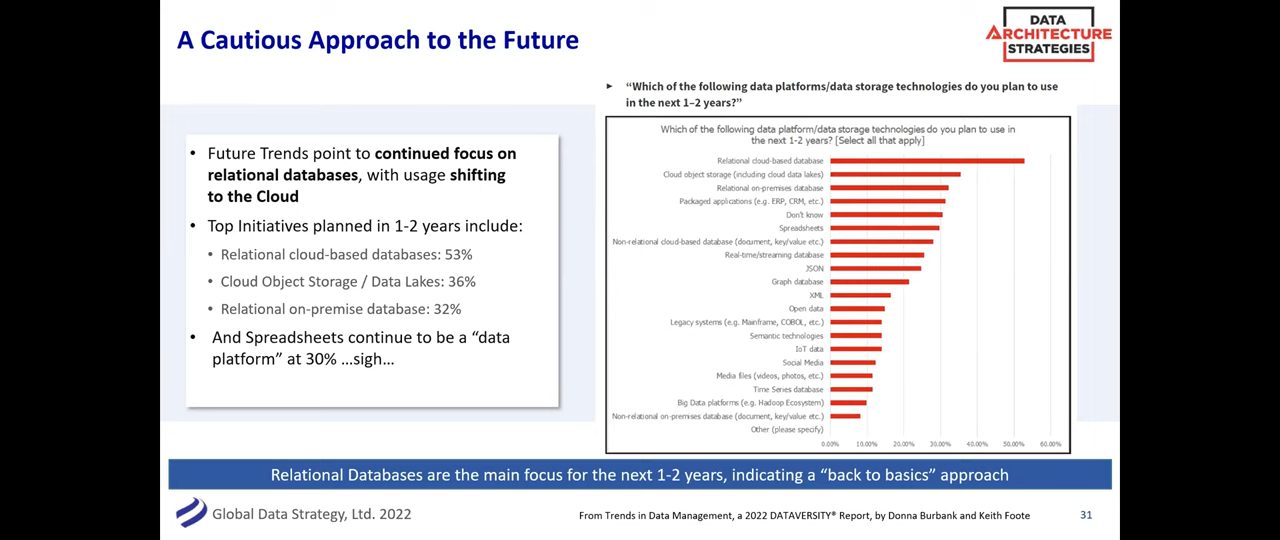 A Cautious Approach to the Future
DATA
ARCHITECTURE
STRATEGIES
• Future Trends point to continued focus on
relational databases, with usage shifting
to the Cloud
• Top Initiatives planned in 1-2 years include:
• Relational cloud-based databases: 53%
• Cloud Object Storage / Data Lakes: 36%
• Relational on-premise database: 32%
• And Spreadsheets continue to be a “data
platform” at 30% ...sigh...
► “Which of the following data platforms/data storage technologies do you plan to use
in the next 1–2 years?”
Which of the following data platform/data storage technologies do you plan to use in
the next 1-2 years? [Select all that apply]
Relational cloud-based database
Cloud object storage (including cloud data lakes)
Relational on-premises database
Packaged applications (e.g. ERP, CRM, etc.)
Don't know
Spreadsheets
Non-relational cloud-based database (document, key/value etc.)
Real-time/streaming database
JSON
Graph database
XML
Open data
Legacy systems (e.g. Mainframe, COBOL, etc.)
Semantic technologies
IoT data
Social Media
Media files (videos, photos, etc.)
Time Series database
Big Data platforms (e.g. Hadoop Ecosystem)
Non-relational on-premises database (document, key/value etc.)
Other (please specify)
0.00% 10.00% 20.00% 30.00% 40.00% 50.00% 60.00%
Relational Databases are the main focus for the next 1-2 years, indicating a “back to basics” approach
Global Data Strategy, Ltd. 2022
From Trends in Data Management, a 2022 DATAVERSITY® Report, by Donna Burbank and Keith Foote
31